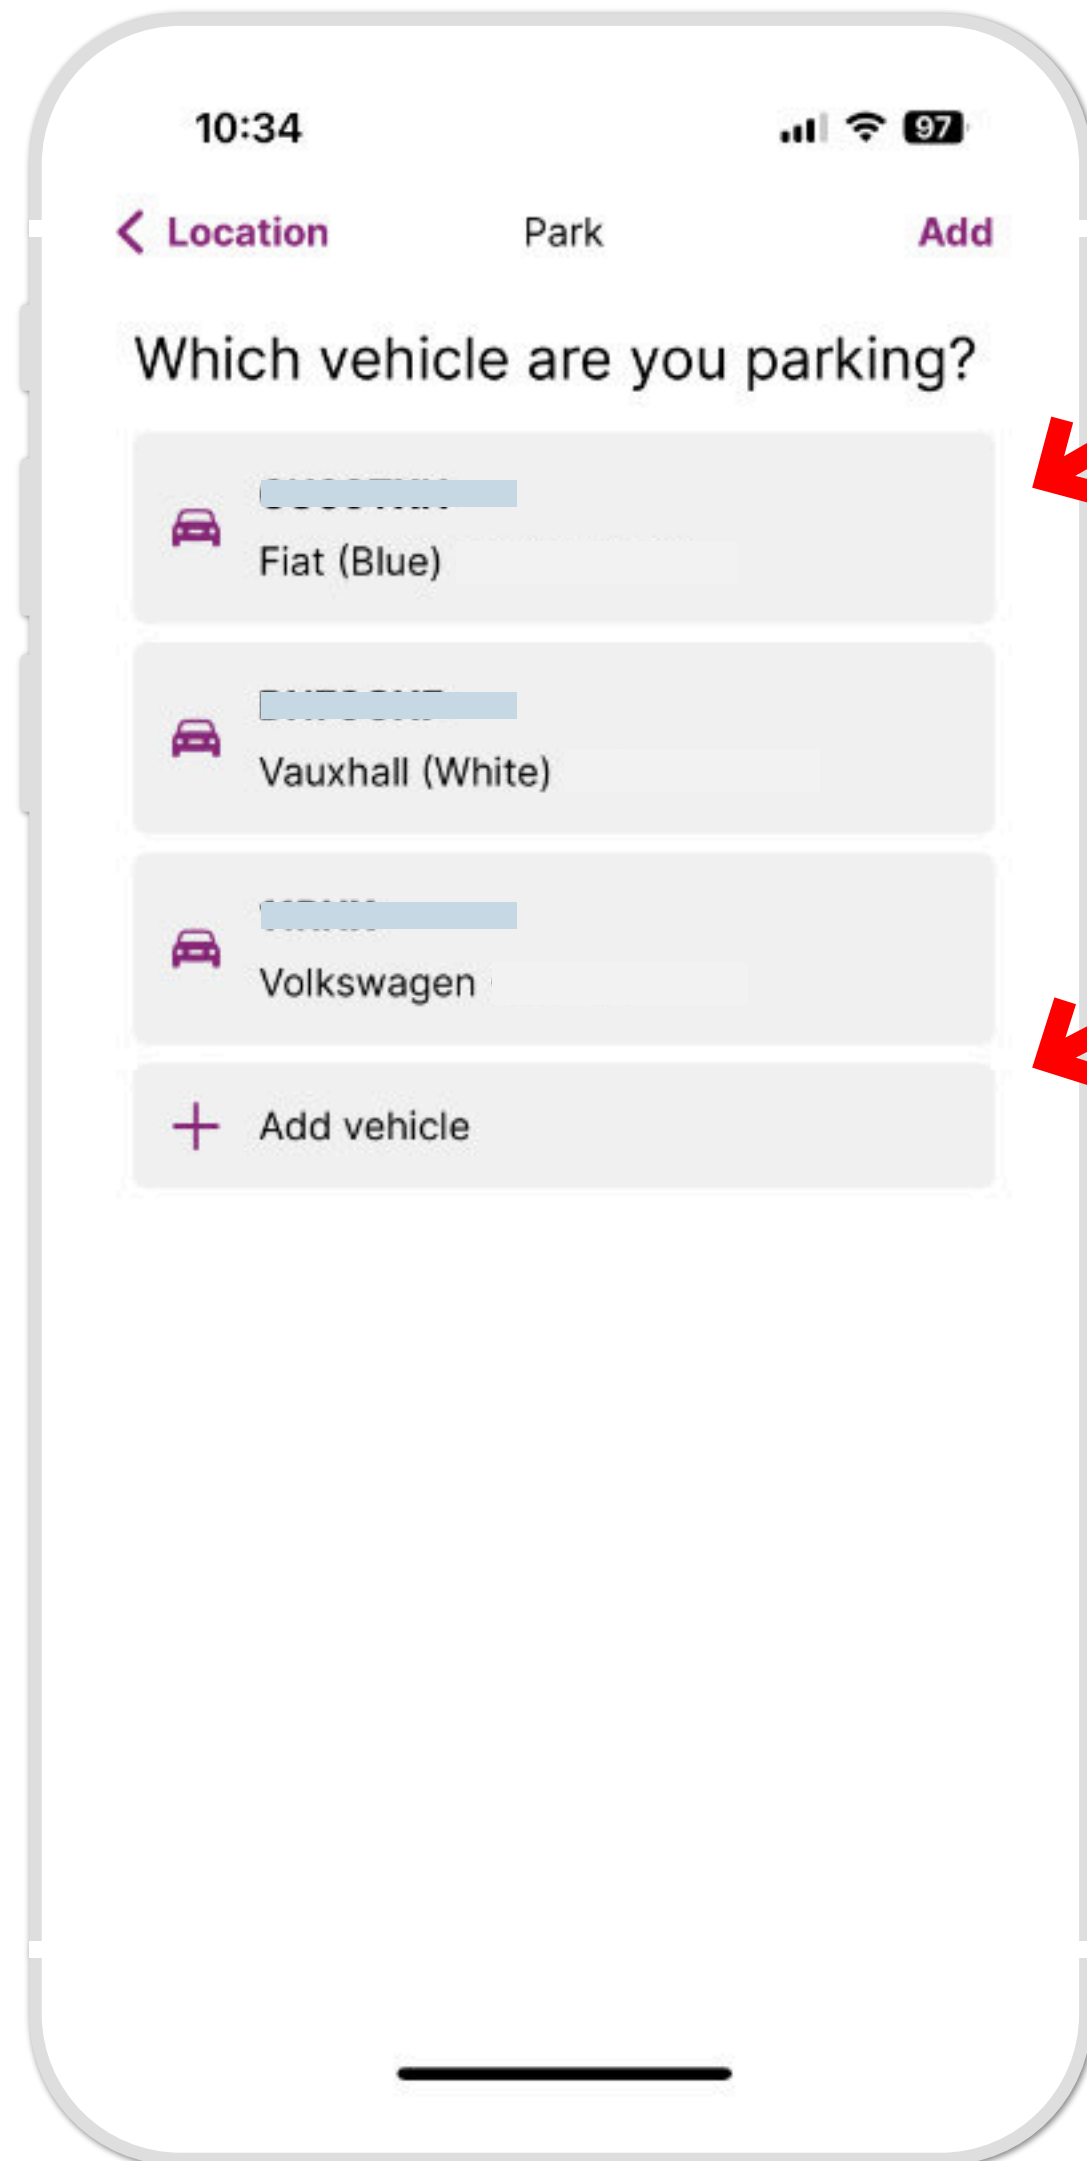 10:34
97
Location Park Add
Which vehicle are you parking?
Fiat (Blue)
Vauxhall (White)
Volkswagen
Add vehicle